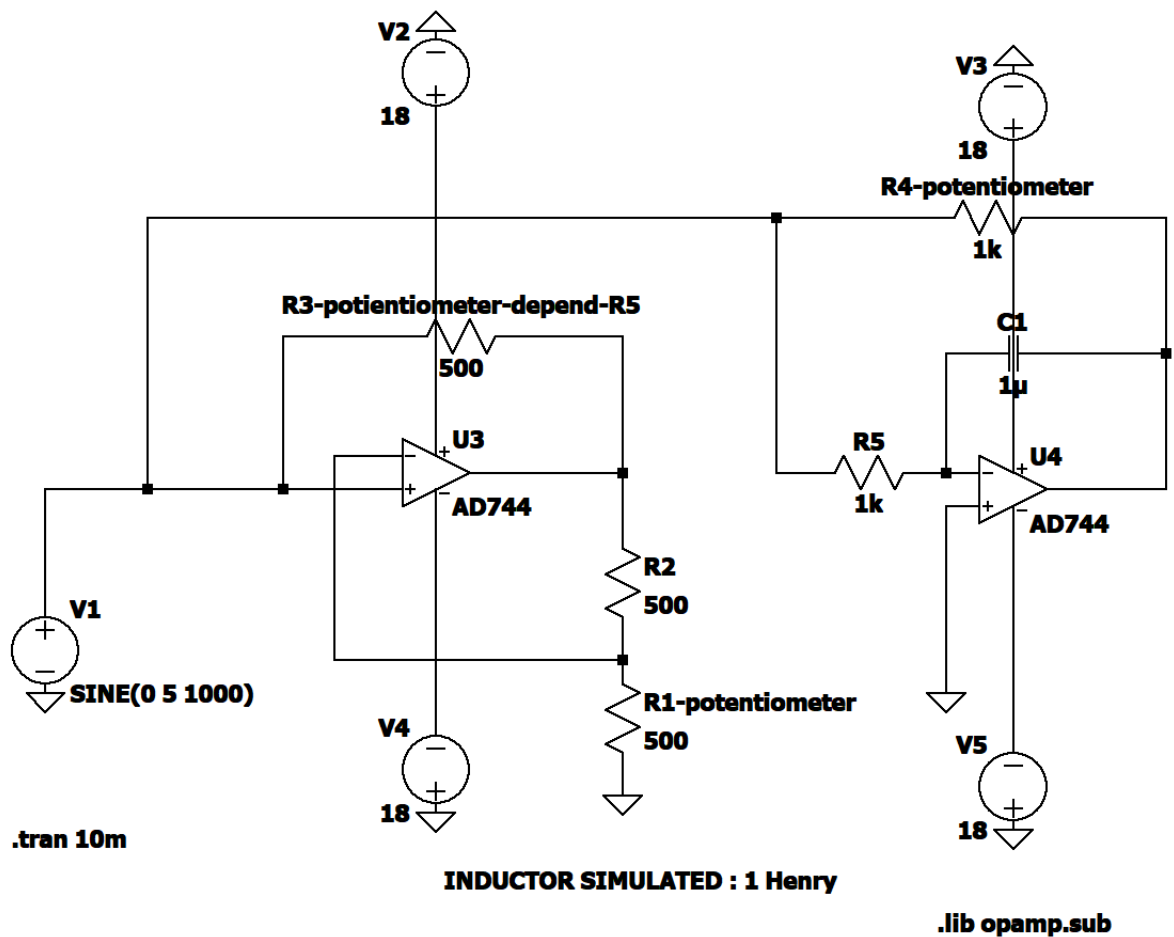 V2
18
V3
18
R4-potentiometer
1k
R3-potientiometer-depend-R5
500
C1
1µ
U3
AD744
R5
1k
U4
AD744
R2
500
V1
SINE(0 5 1000)
R1-potentiometer
500
V4
18
V5
18
.tran 10m
INDUCTOR SIMULATED : 1 Henry
.lib opamp.sub